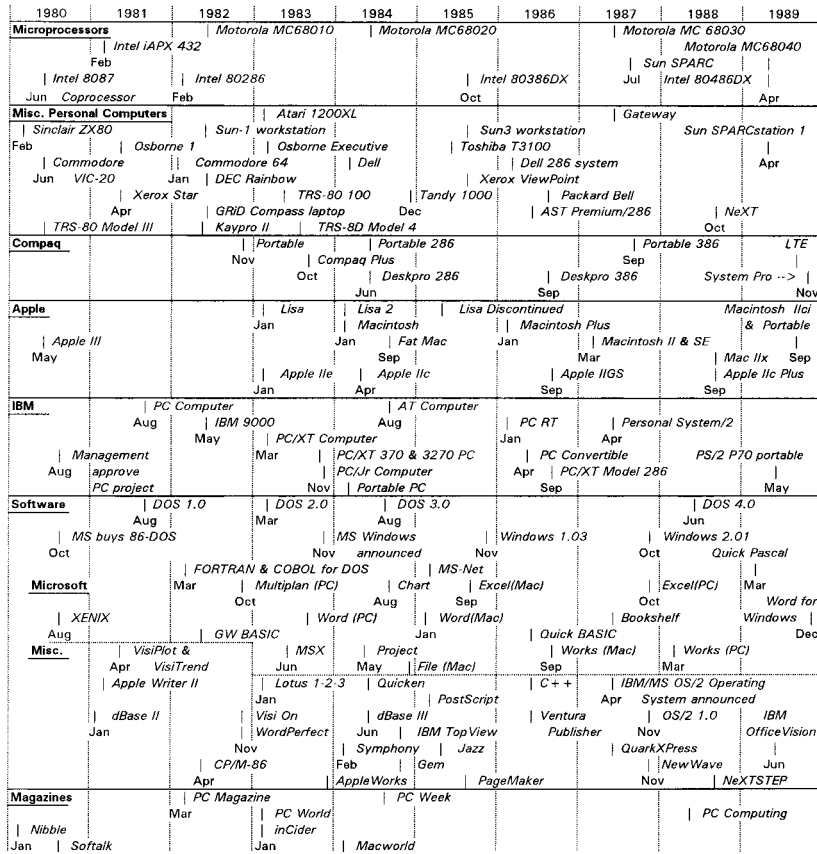 1980 1981 1982 1983 1984 1985 1986 1987 1988 1989
Microprocessors | Motorola MC68010 | Motorola MC68020 | Motorola MC 68030
| Intel iAPX 432 Motorola MC68040
Feb | Sun SPARC |
| Intel 8087 | Intel 80286 | Intel 80386DX Jul Intel 80486DX |
Jun Coprocessor Feb Oct Apr
Misc. Personal Computers | Atari 1200XL | Gateway
| Sinclair ZX80 | Sun-1 workstation | Sun3 workstation Sun SPARCstation 1
Feb | Osborne 1 | Osborne Executive | Toshiba T3100 |
| Commodore | Commodore 64 | Dell | Dell 286 system Apr
Jun VIC-20 Jan | DEC Rainbow | Xerox ViewPoint
| Xerox Star | TRS-80 100 | Tandy 1000 | Packard Bell
Apr | GRiD Compass laptop Dec | AST Premium/286 | NeXT
| TRS-80 Model III | Kaypro II | TRS-8D Model 4 Oct
Compaq | Portable | Portable 286 | Portable 386 LTE
Nov | Compaq Plus Sep |
Oct | Deskpro 286 | Deskpro 386 System Pro --> |
Jun Sep Nov
Apple | Lisa | Lisa 2 | Lisa Discontinued Macintosh IIci
Jan | Macintosh | Macintosh Plus & Portable
| Apple III Jan | Fat Mac Jan | Macintosh II & SE |
May Sep Mar | Mac IIx Sep
| Apple IIe | Apple IIc | Apple IIGS | Apple IIc Plus
Jan Apr Sep Sep
IBM | PC Computer | AT Computer
Aug | IBM 9000 Aug | PC RT | Personal System/2
May | PC/XT Computer Jan Apr
| Management Mar | PC/XT 370 & 3270 PC | PC Convertible PS/2 P70 portable
Aug approve | PC/Jr Computer Apr | PC/XT Model 286 |
PC project Nov | Portable PC Sep May
Software | DOS 1.0 | DOS 2.0 | DOS 3.0 | DOS 4.0
Aug Mar Aug Jun
| MS buys 86-DOS | MS Windows | Windows 1.03 | Windows 2.01
Oct Nov announced Nov Oct Quick Pascal
| FORTRAN & COBOL for DOS | MS-Net |
Microsoft Mar | Multiplan (PC) | Chart | Excel(Mac) | Excel(PC) Mar
Oct Aug Sep Oct Word for
| XENIX | Word (PC) | Word(Mac) | Bookshelf Windows |
Aug | GW BASIC Jan | Quick BASIC Dec
Misc. | VisiPlot & | MSX | Project | Works (Mac) | Works (PC)
Apr VisiTrend Jun May | File (Mac) Sep Mar
| Apple Writer II | Lotus 1-2-3 | Quicken | C++ | IBM/MS OS/2 Operating
Jan | PostScript Apr System announced
| dBase II | Visi On | dBase III | Ventura | OS/2 1.0 IBM
Jan | WordPerfect Jun | IBM TopView Publisher Nov OfficeVision
Nov | Symphony | Jazz | QuarkXPress |
| CP/M-86 Feb | Gem | NewWave Jun
Apr | AppleWorks | PageMaker Nov | NeXTSTEP
Magazines | PC Magazine | PC Week
Mar | PC World | PC Computing
| Nibble | inCider
Jan | Softalk Jan | Macworld